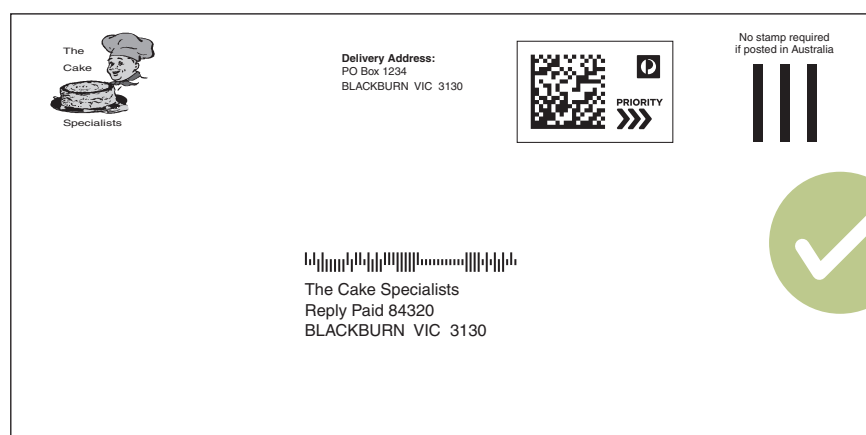 The
Cake
Specialists
Delivery Address:
PO Box 1234
BLACKBURN VIC 3130
PRIORITY
No stamp required
if posted in Australia
The Cake Specialists
Reply Paid 84320
BLACKBURN VIC 3130